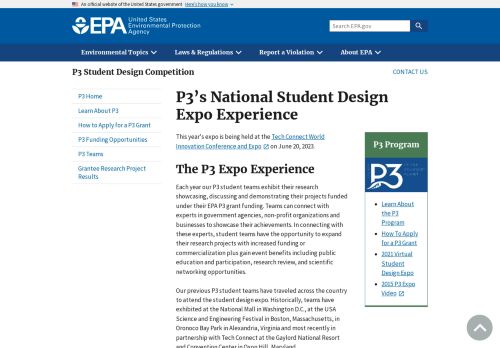 An official website of the United States government Here's how you know
EPA United States
Environmental Protection
Agency
Search EPA.gov
Environmental Topics Laws & Regulations Report a Violation About EPA
P3 Student Design Competition
CONTACT US
P3 Home
Learn About P3
How to Apply for a P3 Grant
P3 Funding Opportunities
P3 Teams
Grantee Research Project
Results
P3's National Student Design
Expo Experience
This year's expo is being held at the Tech Connect World
Innovation Conference and Expo on June 20, 2023.
The P3 Expo Experience
Each year our P3 student teams exhibit their research
showcasing, discussing and demonstrating their projects funded
under their EPA P3 grant funding. Teams can connect with
experts in government agencies, non-profit organizations and
businesses to showcase their achievements. In connecting with
these experts, student teams have the opportunity to expand
their research projects with increased funding or
commercialization plus gain event benefits including public
education and participation, research review, and scientific
networking opportunities.
Our previous P3 student teams have traveled across the country
to attend the student design expo. Historically, teams have
exhibited at the National Mall in Washington D.C., at the USA
Science and Engineering Festival in Boston, Massachusetts, in
Oronoco Bay Park in Alexandria, Virginia and most recently in
partnership with Tech Connect at the Gaylord National Resort
and Convention Center in Oxon Hill, Maryland.
P3 Program
P3
Learn About
the P3
Program
How To Apply
for a P3 Grant
2021 Virtual
Student
Design Expo
2015 P3 Expo
Video